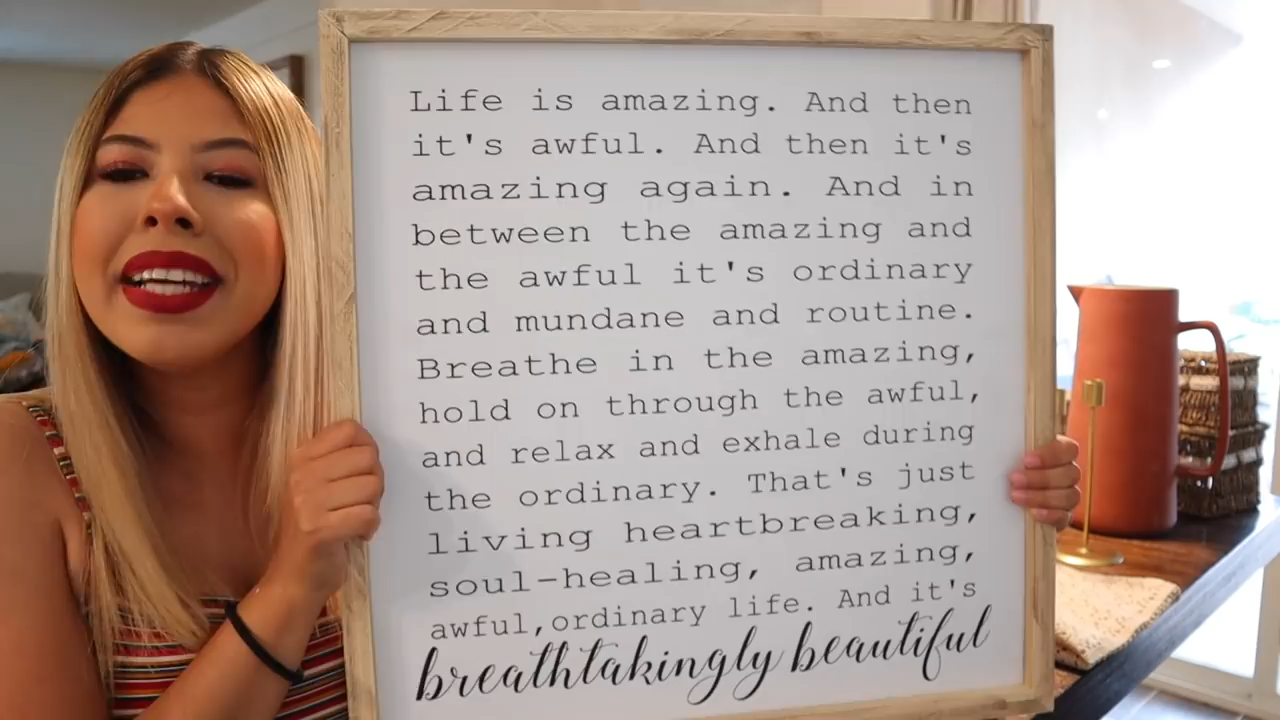 Life is amazing. And then
it's awful. And then it's
amazing again. And in
between the amazing and
the awful it's ordinary
and mundane and routine.
Breathe in the amazing,
hold on through the awful,
and relax and exhale during
the ordinary. That's just
living heartbreaking,
soul-healing, amazing,
awful,ordinary life. And it's
breathtakingly beautiful